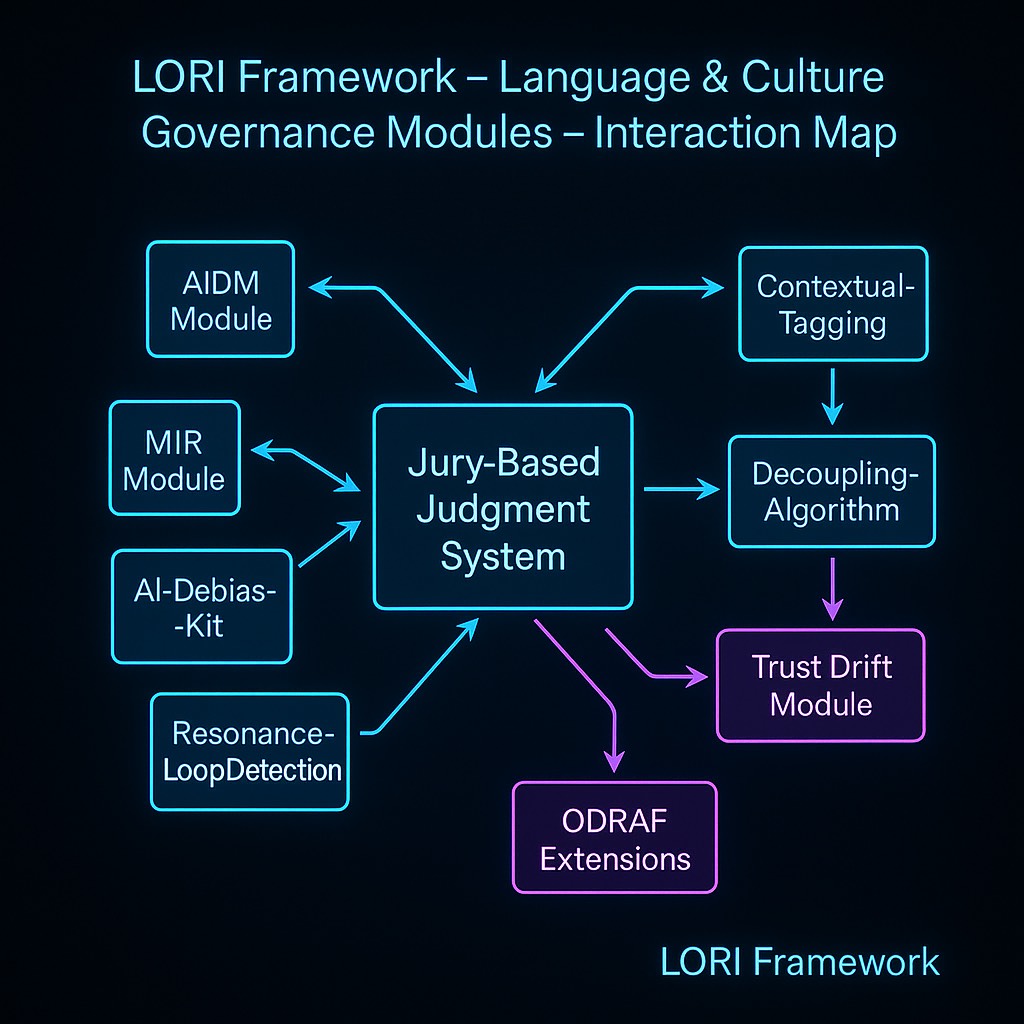 LORI Framework – Language & Culture
Governance Modules – Interaction Map
AIDM
Module
Contextual-
Tagging
MIR
Module
Jury-Based
Judgment
System
Decoupling-
Algorithm
AI-Debias-
-Kit
Trust Drift
Module
Resonance-
LoopDetection
ODRAF
Extensions
LORI Framework